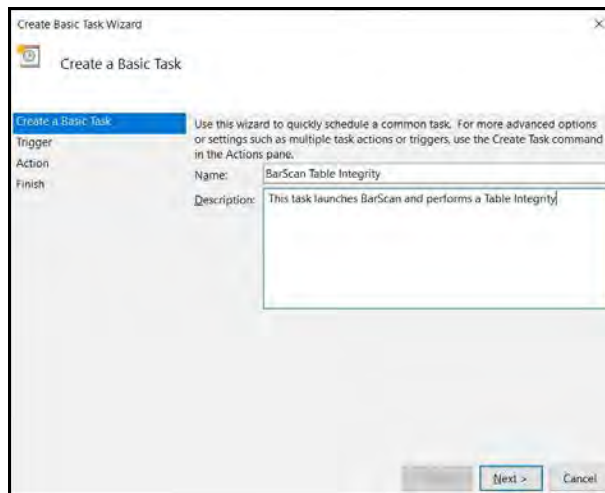 Create Basic Task Wizard
Create a Basic Task
Create a Basic Task
Trigger
Action
Finish
Use this wizard to quickly schedule a common task. For more advanced options
or settings such as multiple task actions or triggers, use the Create Task command
in the Actions pane.
Name: BarScan Table Integrity
Description: This task launches BarScan and performs a Table Integrity
Next > Cancel